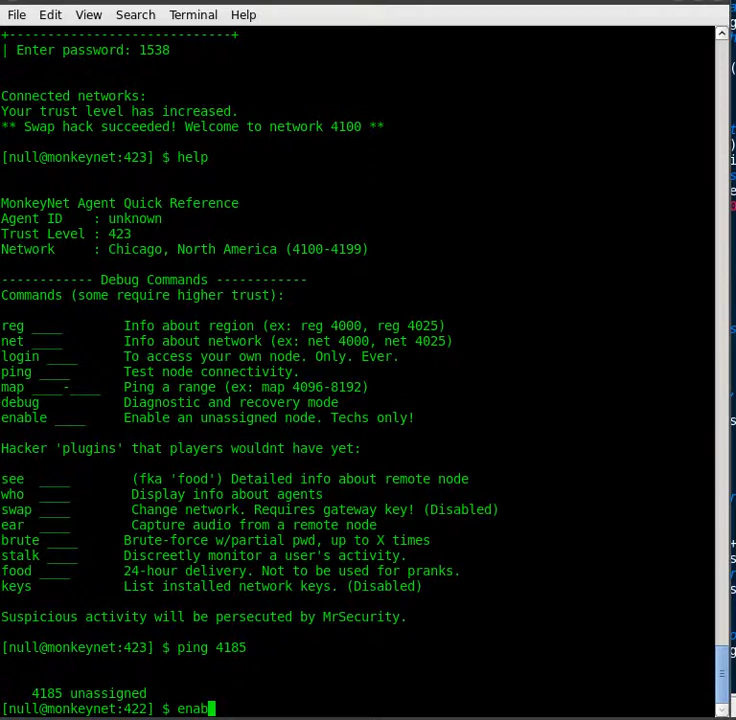 File Edit View Search Terminal Help
+-----------------------------+
| Enter password: 1538
Connected networks:
Your trust level has increased.
** Swap hack succeeded! Welcome to network 4100 **
[null@monkeynet:423] $ help
MonkeyNet Agent Quick Reference
Agent ID    : unknown
Trust Level : 423
Network     : Chicago, North America (4100-4199)
------------ Debug Commands ------------
Commands (some require higher trust):
reg ____        Info about region (ex: reg 4000, reg 4025)
net ____        Info about network (ex: net 4000, net 4025)
login ____      To access your own node. Only. Ever.
ping ____       Test node connectivity.
map ____-____   Ping a range (ex: map 4096-8192)
debug           Diagnostic and recovery mode
enable ____     Enable an unassigned node. Techs only!
Hacker 'plugins' that players wouldnt have yet:
see  ____        (fka 'food') Detailed info about remote node
who  ____        Display info about agents
swap ____        Change network. Requires gateway key! (Disabled)
ear  ____        Capture audio from a remote node
brute ____      Brute-force w/partial pwd, up to X times
stalk ____      Discreetly monitor a user's activity.
food ____       24-hour delivery. Not to be used for pranks.
keys            List installed network keys. (Disabled)
Suspicious activity will be persecuted by MrSecurity.
[null@monkeynet:423] $ ping 4185
    4185 unassigned
[null@monkeynet:422] $ enab